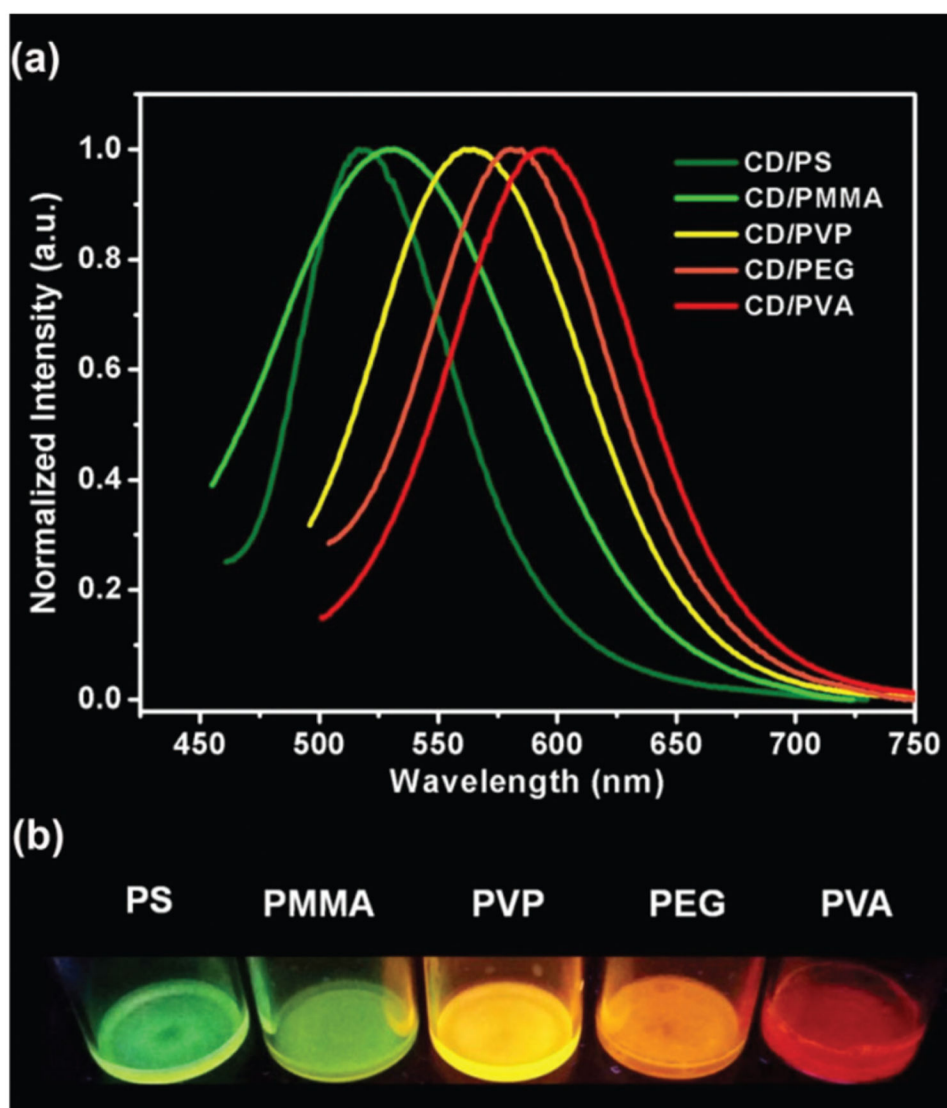 (a)
Normalized Intensity (a.u.)
1.0
0.8
0.6
0.4
0.2
0.0
CD/PS
CD/PMMA
CD/PVP
CD/PEG
CD/PVA
450 500 550 600 650 700 750
Wavelength (nm)
(b)
PS PMMA PVP PEG PVA